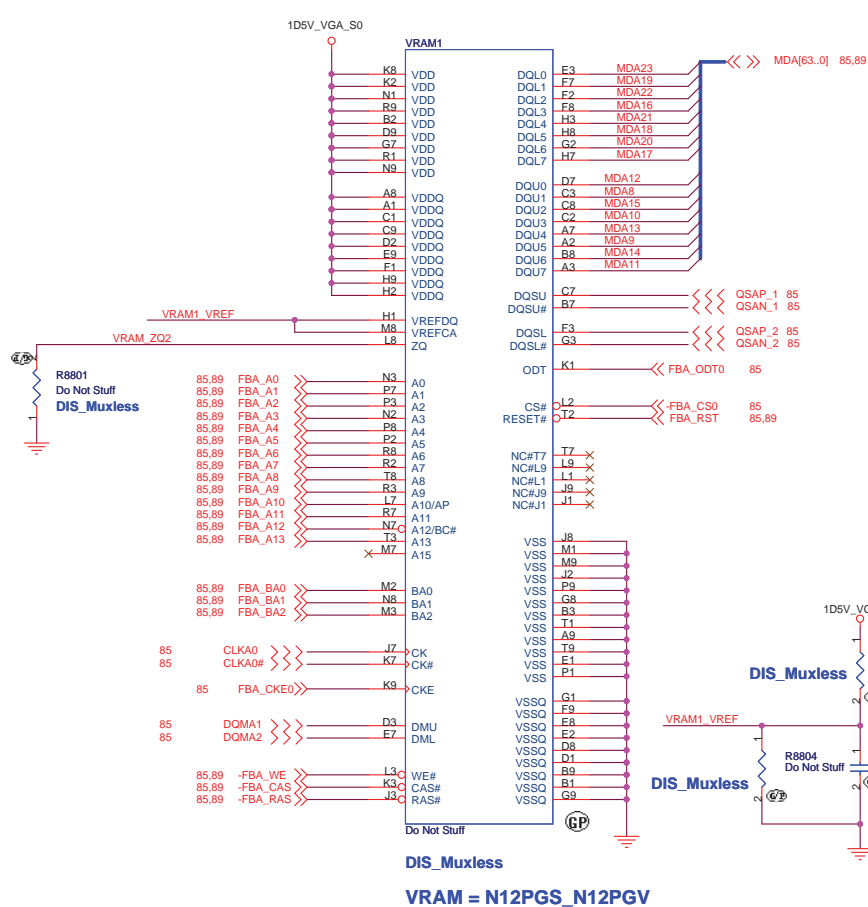 1D5V_VGA_S0
VRAM1
K8 VDD
K2 VDD
N1 VDD
R9 VDD
B2 VDD
D9 VDD
G7 VDD
R1 VDD
N9 VDD
A8 VDDQ
A1 VDDQ
C1 VDDQ
C9 VDDQ
D2 VDDQ
E9 VDDQ
F1 VDDQ
H9 VDDQ
H2 VDDQ
VRAM1_VREF H1 VREFDQ
M8 VREFCA
VRAM_ZQ2 L8 ZQ
2
R8801
Do Not Stuff
DIS_Muxless
1
85,89 FBA_A0 N3 A0
85,89 FBA_A1 P7 A1
85,89 FBA_A2 P3 A2
85,89 FBA_A3 N2 A3
85,89 FBA_A4 P8 A4
85,89 FBA_A5 P2 A5
85,89 FBA_A6 R8 A6
85,89 FBA_A7 R2 A7
85,89 FBA_A8 T8 A8
85,89 FBA_A9 R3 A9
85,89 FBA_A10 L7 A10/AP
85,89 FBA_A11 R7 A11
85,89 FBA_A12 N7 A12/BC#
85,89 FBA_A13 T3 A13
M7 A15
85,89 FBA_BA0 M2 BA0
85,89 FBA_BA1 N8 BA1
85,89 FBA_BA2 M3 BA2
85 CLKA0 J7 CK
85 CLKA0# K7 CK#
85 FBA_CKE0 K9 CKE
85 DQMA1 D3 DMU
85 DQMA2 E7 DML
85,89 -FBA_WE L3 WE#
85,89 -FBA_CAS K3 CAS#
85,89 -FBA_RAS J3 RAS#
DQL0 E3 MDA23
DQL1 F7 MDA19
DQL2 F2 MDA22
DQL3 F8 MDA16
DQL4 H3 MDA21
DQL5 H8 MDA18
DQL6 G2 MDA20
DQL7 H7 MDA17
MDA[63..0] 85,89
DQU0 D7 MDA12
DQU1 C3 MDA8
DQU2 C8 MDA15
DQU3 C2 MDA10
DQU4 A7 MDA13
DQU5 A2 MDA9
DQU6 B8 MDA14
DQU7 A3 MDA11
DQSU C7 QSAP_1 85
DQSU# B7 QSAN_1 85
DQSL F3 QSAP_2 85
DQSL# G3 QSAN_2 85
ODT K1 FBA_ODT0 85
CS# L2 -FBA_CS0 85
RESET# T2 FBA_RST 85,89
NC#T7 T7
NC#L9 L9
NC#L1 L1
NC#J9 J9
NC#J1 J1
VSS J8
VSS M1
VSS M9
VSS J2
VSS P9
VSS G8
VSS B3
VSS T1
VSS A9
VSS T9
VSS E1
VSS P1
VSSQ G1
VSSQ F9
VSSQ E8
VSSQ E2
VSSQ D8
VSSQ D1
VSSQ B9
VSSQ B1
VSSQ G9
Do Not Stuff
GP
DIS_Muxless
VRAM = N12PGS_N12PGV
1
DIS_Muxless
2
VRAM1_VREF
1
R8804
Do Not Stuff
DIS_Muxless
2
1
2